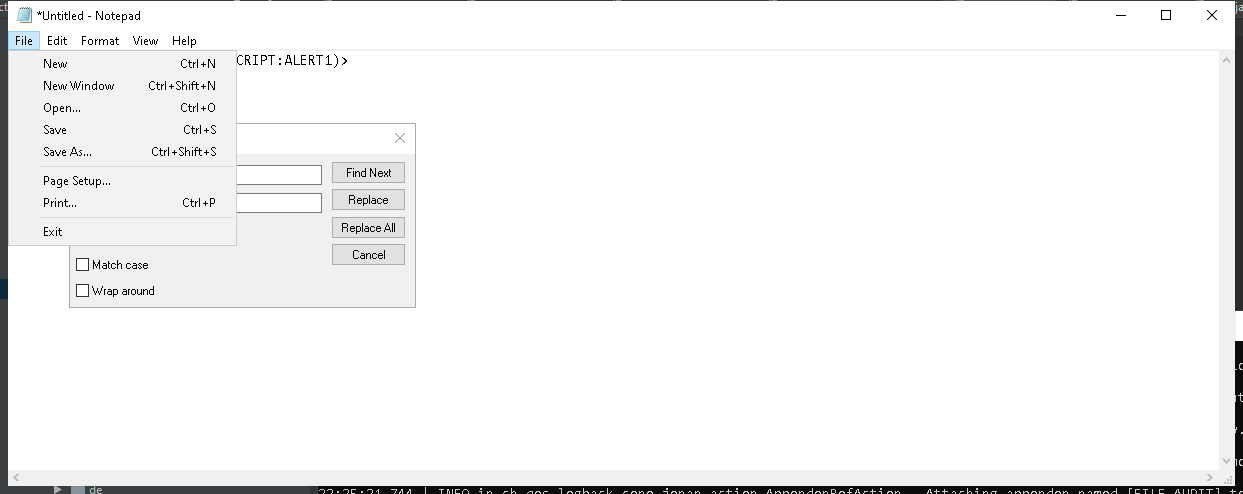 *Untitled - Notepad
File Edit Format View Help
CRIPT:ALERT1)>
New Ctrl+N
New Window Ctrl+Shift+N
Open... Ctrl+O
Save Ctrl+S
Save As... Ctrl+Shift+S
Page Setup...
Print... Ctrl+P
Exit
Find Next
Replace
Replace All
Cancel
Match case
Wrap around
de
22:25:21,744 | INFO in ch.qos.logback.core.joran.action.AppenderRefAction - Attaching appender named [FILE_AUDIT] t